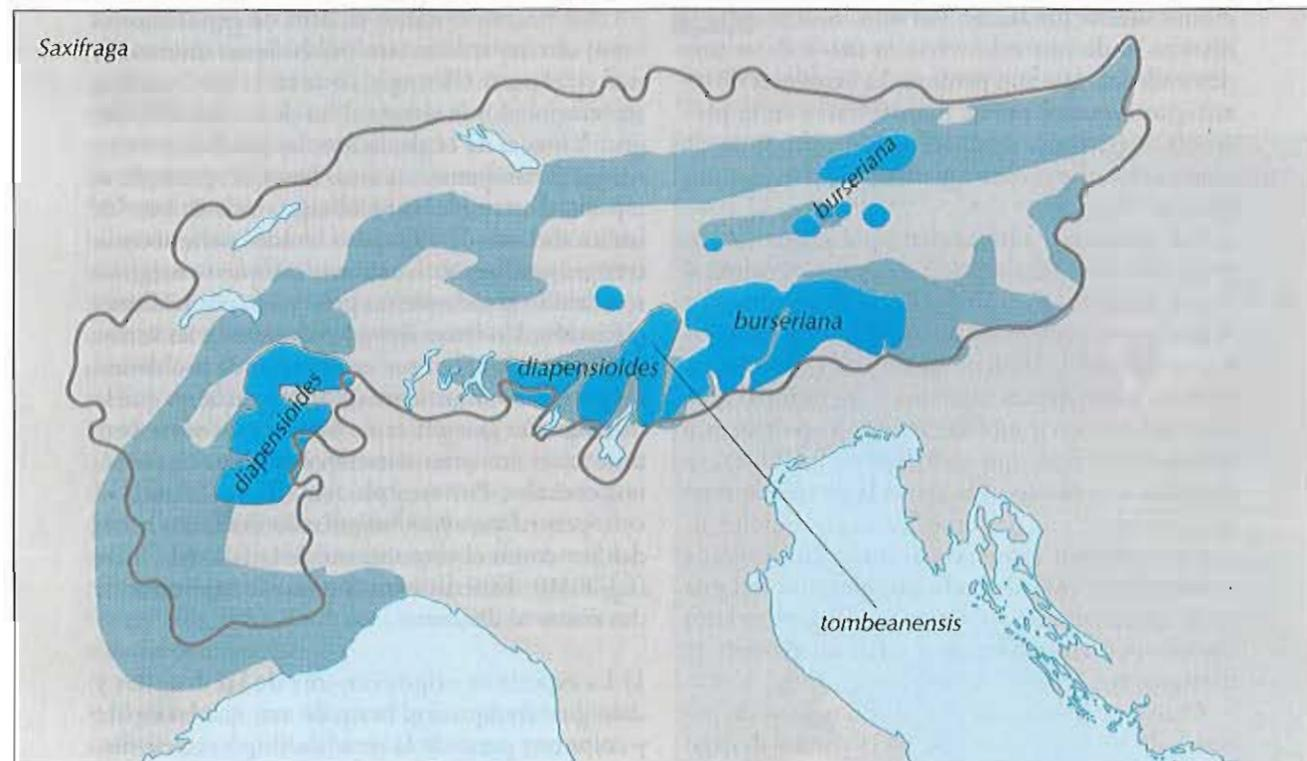 Saxifraga
burseriana
burseriana
diapensioides
diapensioides
tombeanensis